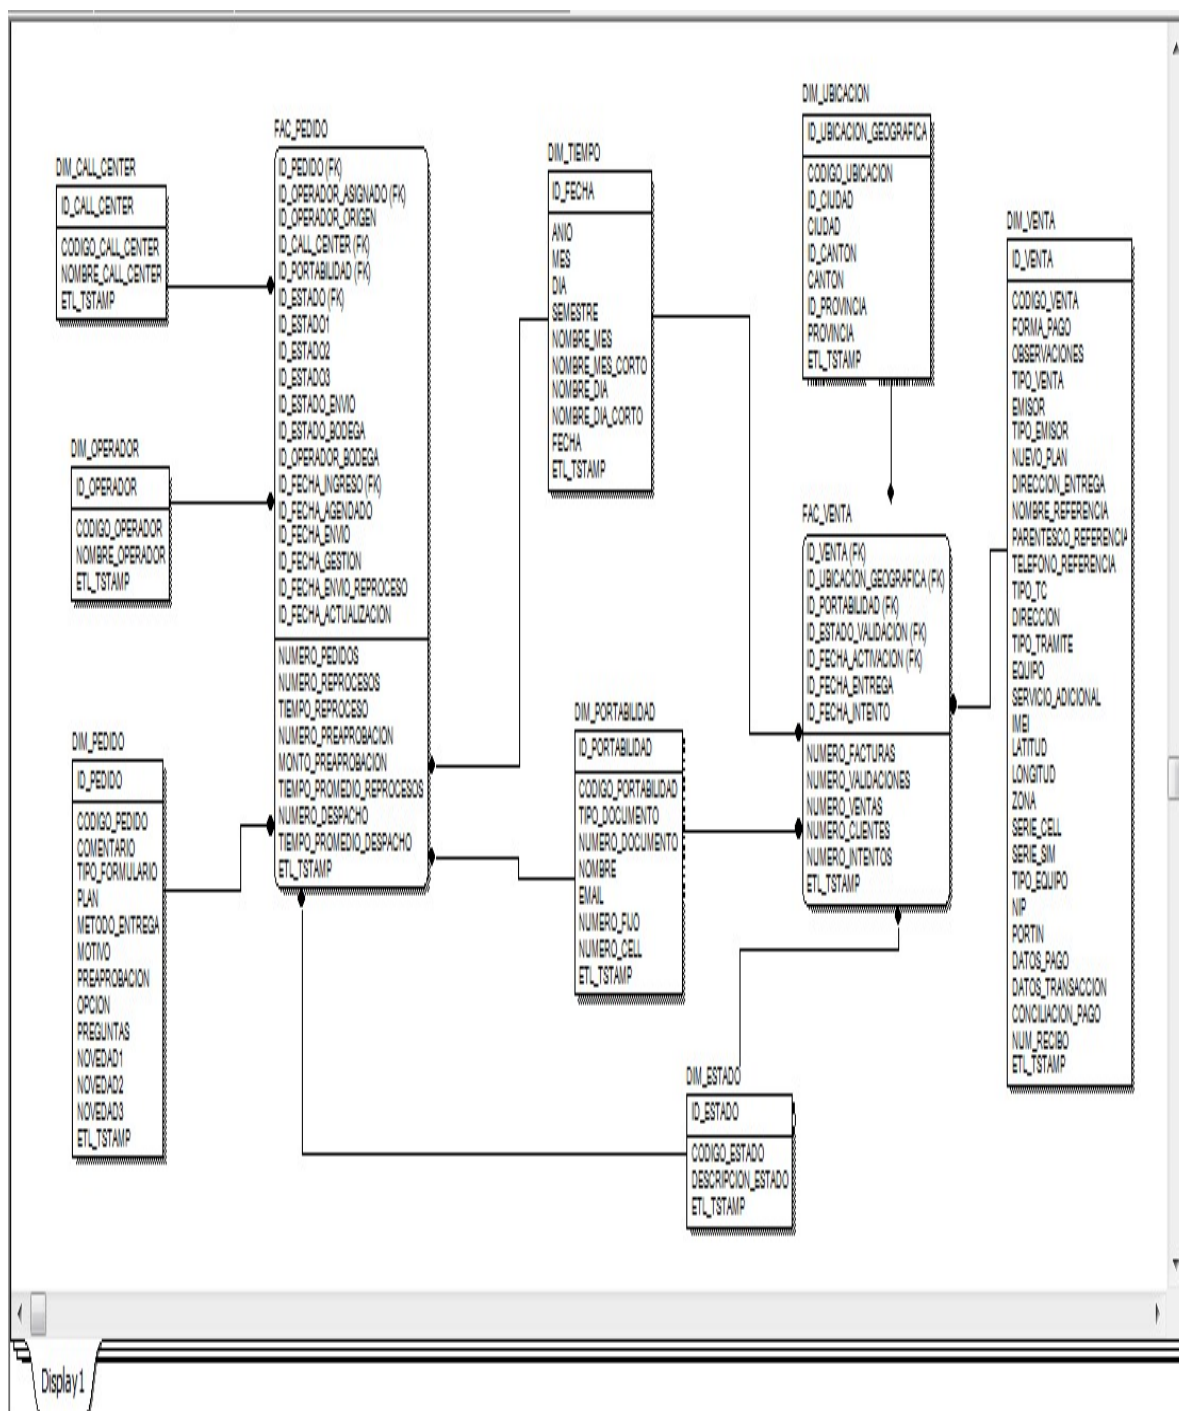 DIM_CALL_CENTER
ID_CALL_CENTER
CODIGO_CALL_CENTER
NOMBRE_CALL_CENTER
ETL_TSTAMP
DIM_OPERADOR
ID_OPERADOR
CODIGO_OPERADOR
NOMBRE_OPERADOR
ETL_TSTAMP
DIM_PEDIDO
ID_PEDIDO
CODIGO_PEDIDO
COMENTARIO
TIPO_FORMULARIO
PLAN
METODO_ENTREGA
MOTIVO
PREAPROBACION
OPCION
PREGUNTAS
NOVEDAD1
NOVEDAD2
NOVEDAD3
ETL_TSTAMP
FAC_PEDIDO
ID_PEDIDO (FK)
ID_OPERADOR_ASIGNADO (FK)
ID_OPERADOR_ORIGEN
ID_CALL_CENTER (FK)
ID_PORTABILIDAD (FK)
ID_ESTADO (FK)
ID_ESTADO1
ID_ESTADO2
ID_ESTADO3
ID_ESTADO_ENVIO
ID_ESTADO_BODEGA
ID_OPERADOR_BODEGA
ID_FECHA_INGRESO (FK)
ID_FECHA_AGENDADO
ID_FECHA_ENVIO
ID_FECHA_GESTION
ID_FECHA_ENVIO_REPROCESO
ID_FECHA_ACTUALIZACION
NUMERO_PEDIDOS
NUMERO_REPROCESOS
TIEMPO_REPROCESO
NUMERO_PREAPROBACION
MONTO_PREAPROBACION
TIEMPO_PROMEDIO_REPROCESOS
NUMERO_DESPACHO
TIEMPO_PROMEDIO_DESPACHO
ETL_TSTAMP
DIM_TIEMPO
ID_FECHA
ANIO
MES
DIA
SEMESTRE
NOMBRE_MES
NOMBRE_MES_CORTO
NOMBRE_DIA
NOMBRE_DIA_CORTO
FECHA
ETL_TSTAMP
DIM_PORTABILIDAD
ID_PORTABILIDAD
CODIGO_PORTABILIDAD
TIPO_DOCUMENTO
NUMERO_DOCUMENTO
NOMBRE
EMAIL
NUMERO_FIJO
NUMERO_CELL
ETL_TSTAMP
DIM_ESTADO
ID_ESTADO
CODIGO_ESTADO
DESCRIPCION_ESTADO
ETL_TSTAMP
DIM_UBICACION
ID_UBICACION_GEOGRAFICA
CODIGO_UBICACION
ID_CIUDAD
CIUDAD
ID_CANTON
CANTON
ID_PROVINCIA
PROVINCIA
ETL_TSTAMP
FAC_VENTA
ID_VENTA (FK)
ID_UBICACION_GEOGRAFICA (FK)
ID_PORTABILIDAD (FK)
ID_ESTADO_VALIDACION (FK)
ID_FECHA_ACTIVACION (FK)
ID_FECHA_ENTREGA
ID_FECHA_INTENTO
NUMERO_FACTURAS
NUMERO_VALIDACIONES
NUMERO_VENTAS
NUMERO_CLIENTES
NUMERO_INTENTOS
ETL_TSTAMP
DIM_VENTA
ID_VENTA
CODIGO_VENTA
FORMA_PAGO
OBSERVACIONES
TIPO_VENTA
EMISOR
TIPO_EMISOR
NUEVO_PLAN
DIRECCION_ENTREGA
NOMBRE_REFERENCIA
PARENTESCO_REFERENCIA
TELEFONO_REFERENCIA
TIPO_TC
DIRECCION
TIPO_TRAMITE
EQUIPO
SERVICIO_ADICIONAL
IMEI
LATITUD
LONGITUD
ZONA
SERIE_CELL
SERIE_SIM
TIPO_EQUIPO
NIP
PORTIN
DATOS_PAGO
DATOS_TRANSACCION
CONCILIACION_PAGO
NUM_RECIBO
ETL_TSTAMP
Display1